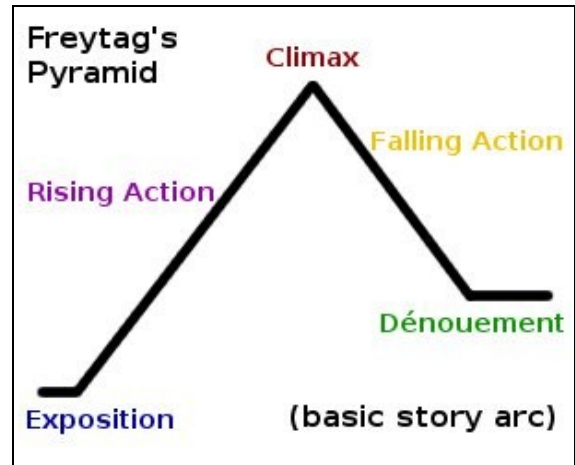 Freytag's
Pyramid
Climax
Falling Action
Rising Action
Dénouement
Exposition
(basic story arc)